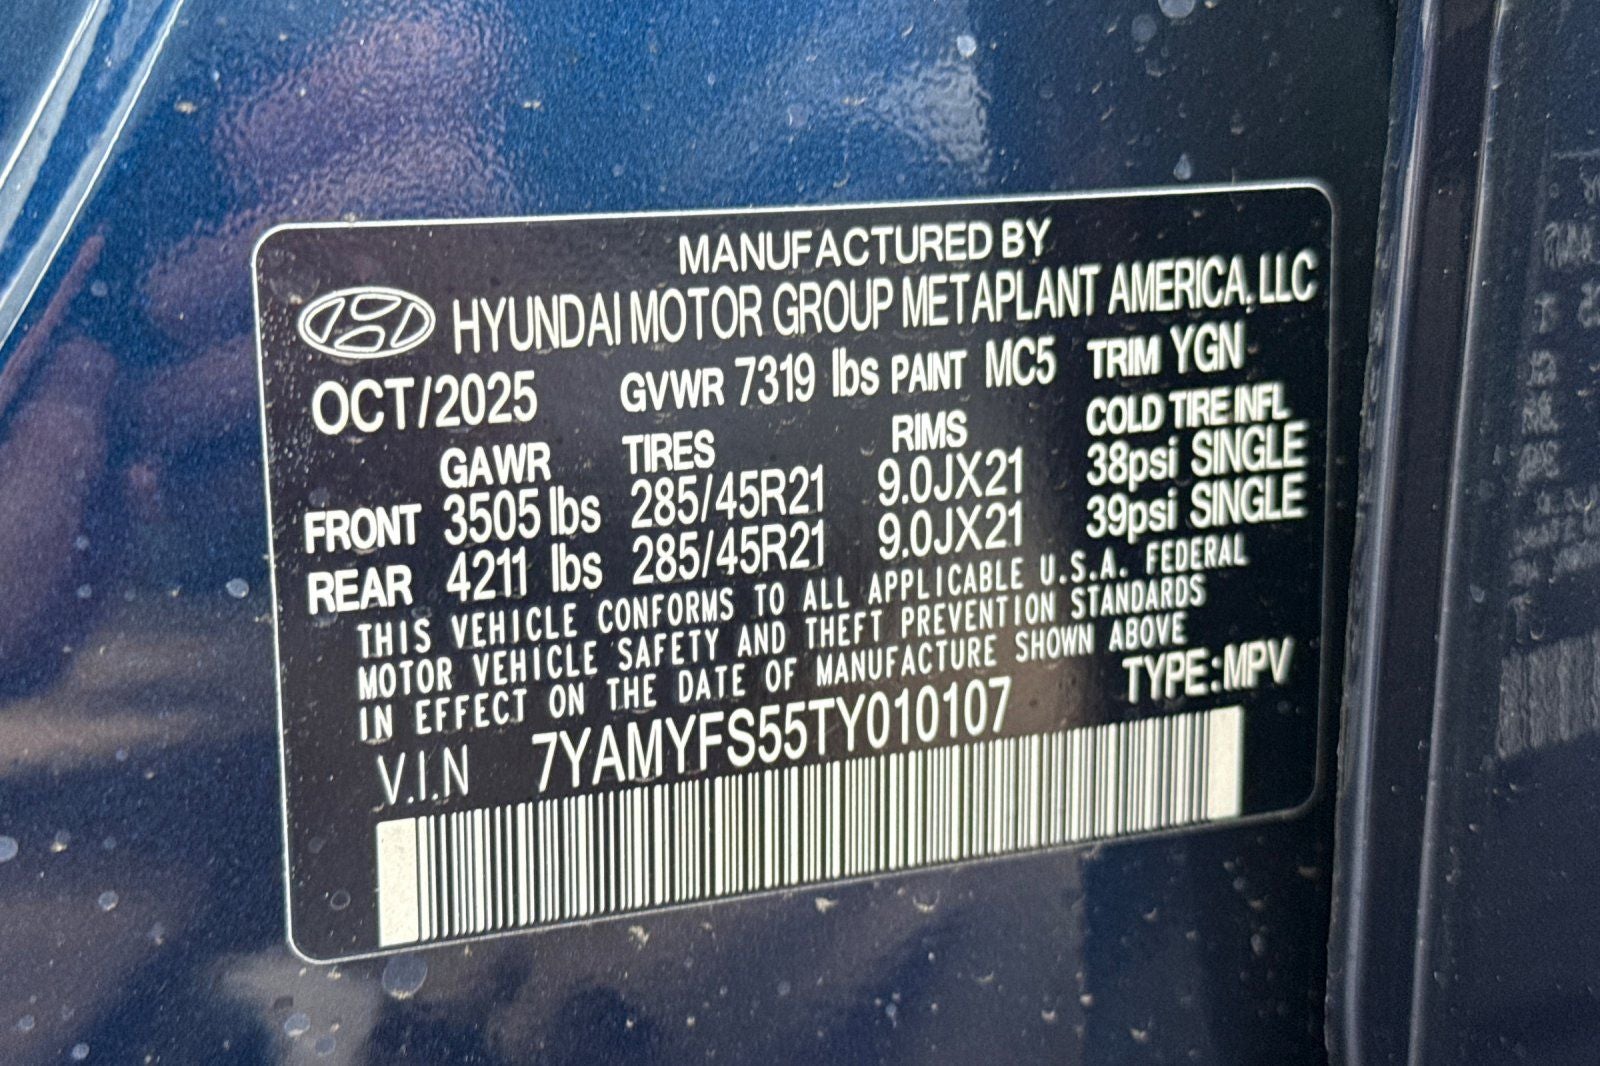 MANUFACTURED BY
HYUNDAI MOTOR GROUP METAPLANT AMERICA, LLC
OCT/2025 GVWR 7319 lbs PAINT MC5 TRIM YGN
GAWR TIRES RIMS COLD TIRE INFL
FRONT 3505 lbs 285/45R21 9.0JX21 38psi SINGLE
REAR 4211 lbs 285/45R21 9.0JX21 39psi SINGLE
THIS VEHICLE CONFORMS TO ALL APPLICABLE U.S.A. FEDERAL
MOTOR VEHICLE SAFETY AND THEFT PREVENTION STANDARDS
IN EFFECT ON THE DATE OF MANUFACTURE SHOWN ABOVE
V.I.N 7YAMYFS55TY010107 TYPE:MPV